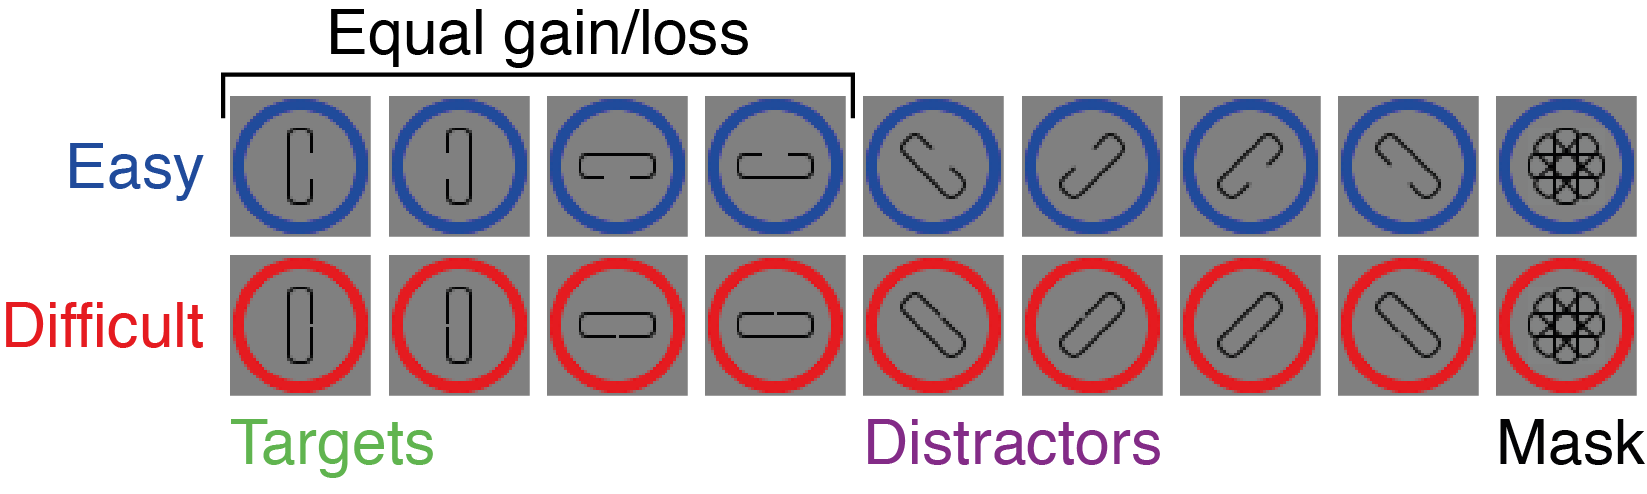 Equal gain/loss
Easy
Difficult
Targets
Distractors
Mask